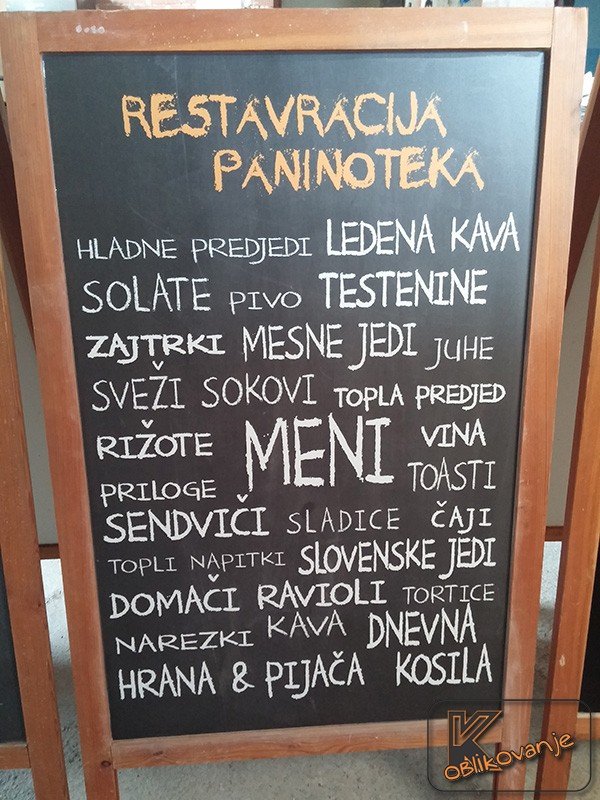 RESTAVRACIJA
PANINOTEKA
HLADNE PREDJEDI LEDENA KAVA
SOLATE PIVO TESTENINE
ZAJTRKI MESNE JEDI JUHE
SVEŽI SOKOVI TOPLA PREDJED
RIŽOTE MENI VINA
PRILOGE TOASTI
SENDVIČI SLADICE ČAJI
TOPLI NAPITKI SLOVENSKE JEDI
DOMAČI RAVIOLI TORTICE
NAREZKI KAVA DNEVNA
HRANA & PIJAČA KOSILA
VK
OBLIKOVANJE